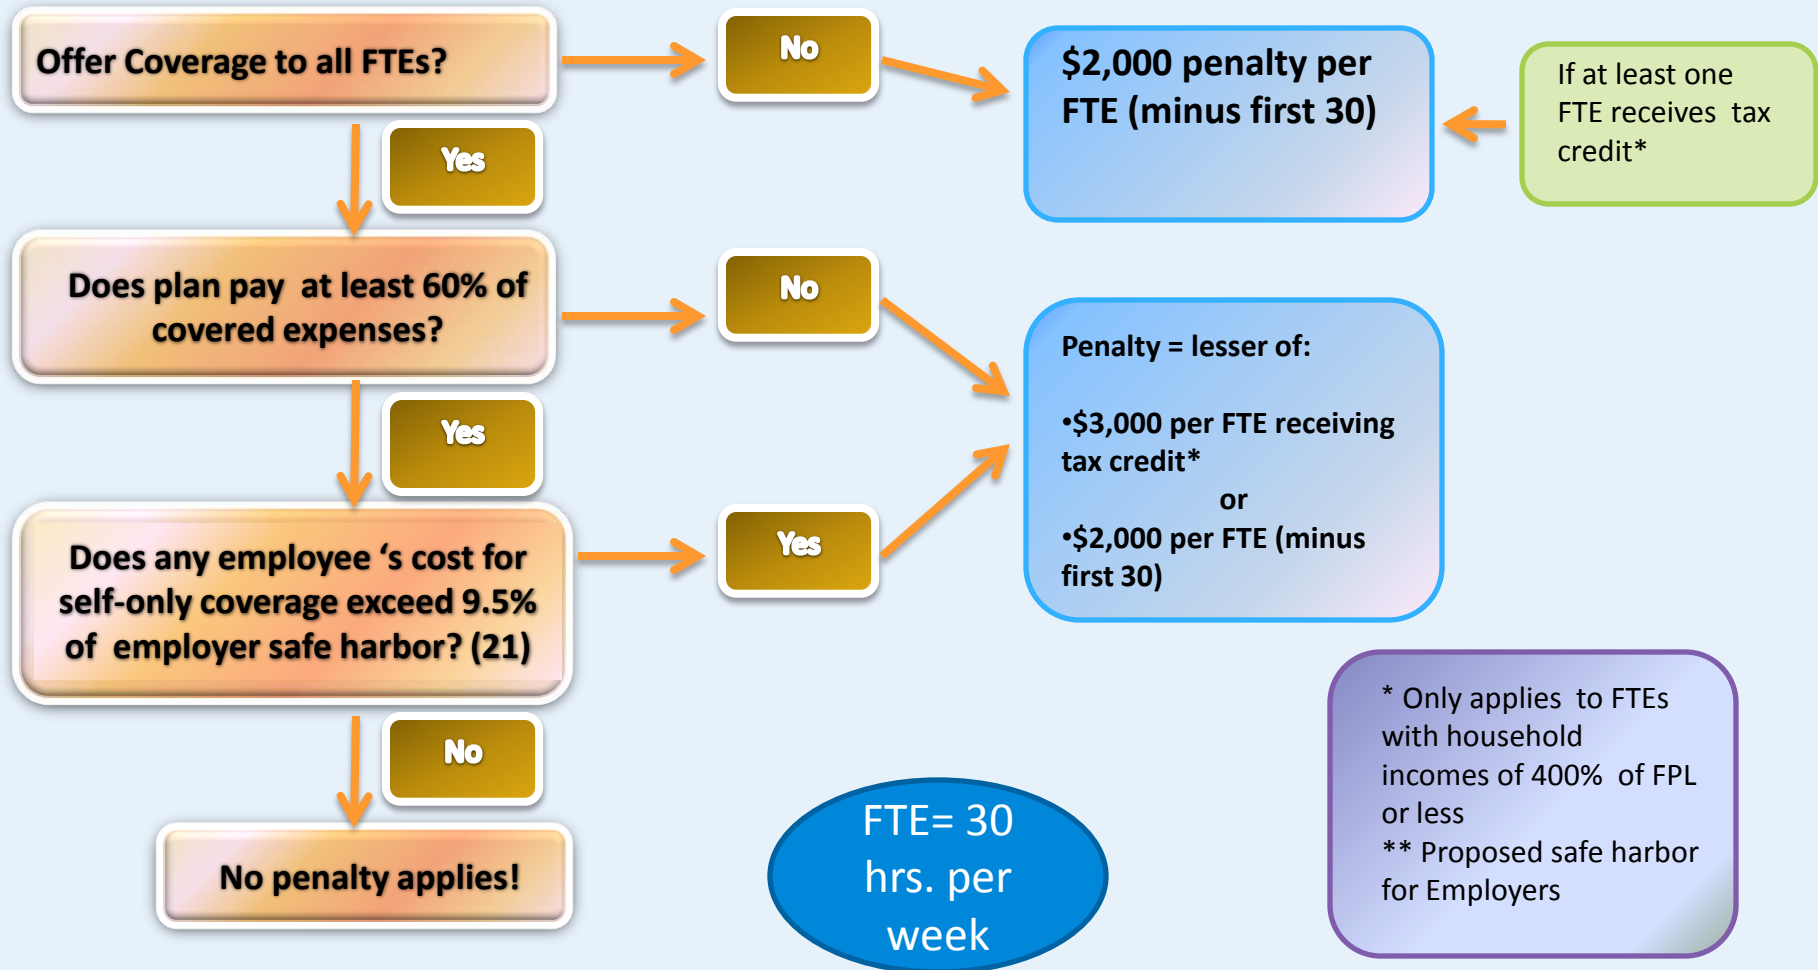 Offer Coverage to all FTEs?
No
$2,000 penalty per
FTE (minus first 30)
If at least one
FTE receives tax
credit*
Yes
Does plan pay at least 60% of
covered expenses?
No
Penalty = lesser of:
•$3,000 per FTE receiving
tax credit*
or
•$2,000 per FTE (minus
first 30)
Yes
Does any employee ‘s cost for
self-only coverage exceed 9.5%
of employer safe harbor? (21)
Yes
No
No penalty applies!
FTE= 30
hrs. per
week
* Only applies to FTEs
with household
incomes of 400% of FPL
or less
** Proposed safe harbor
for Employers